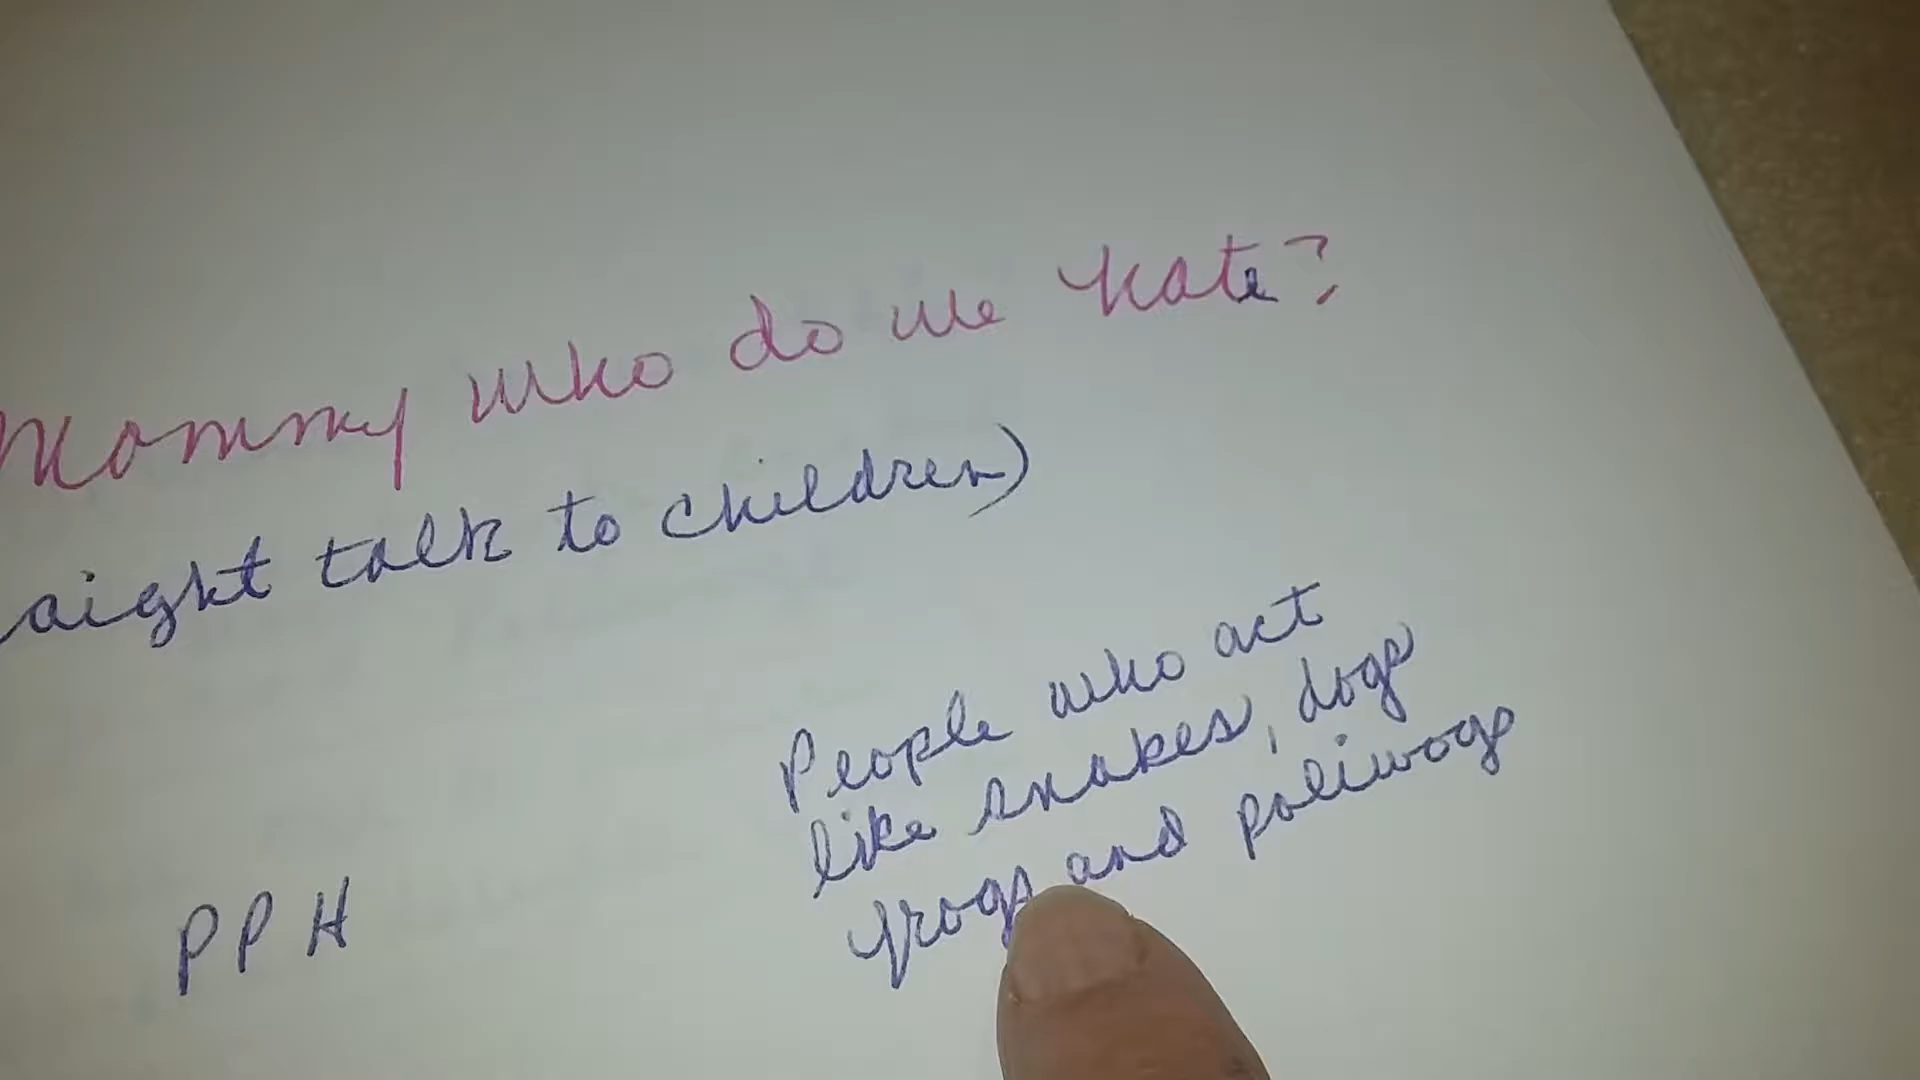 Mommy who do we hate?
aight talk to children)
People who act
like snakes, dogs
frogs and poliwogs
PPH